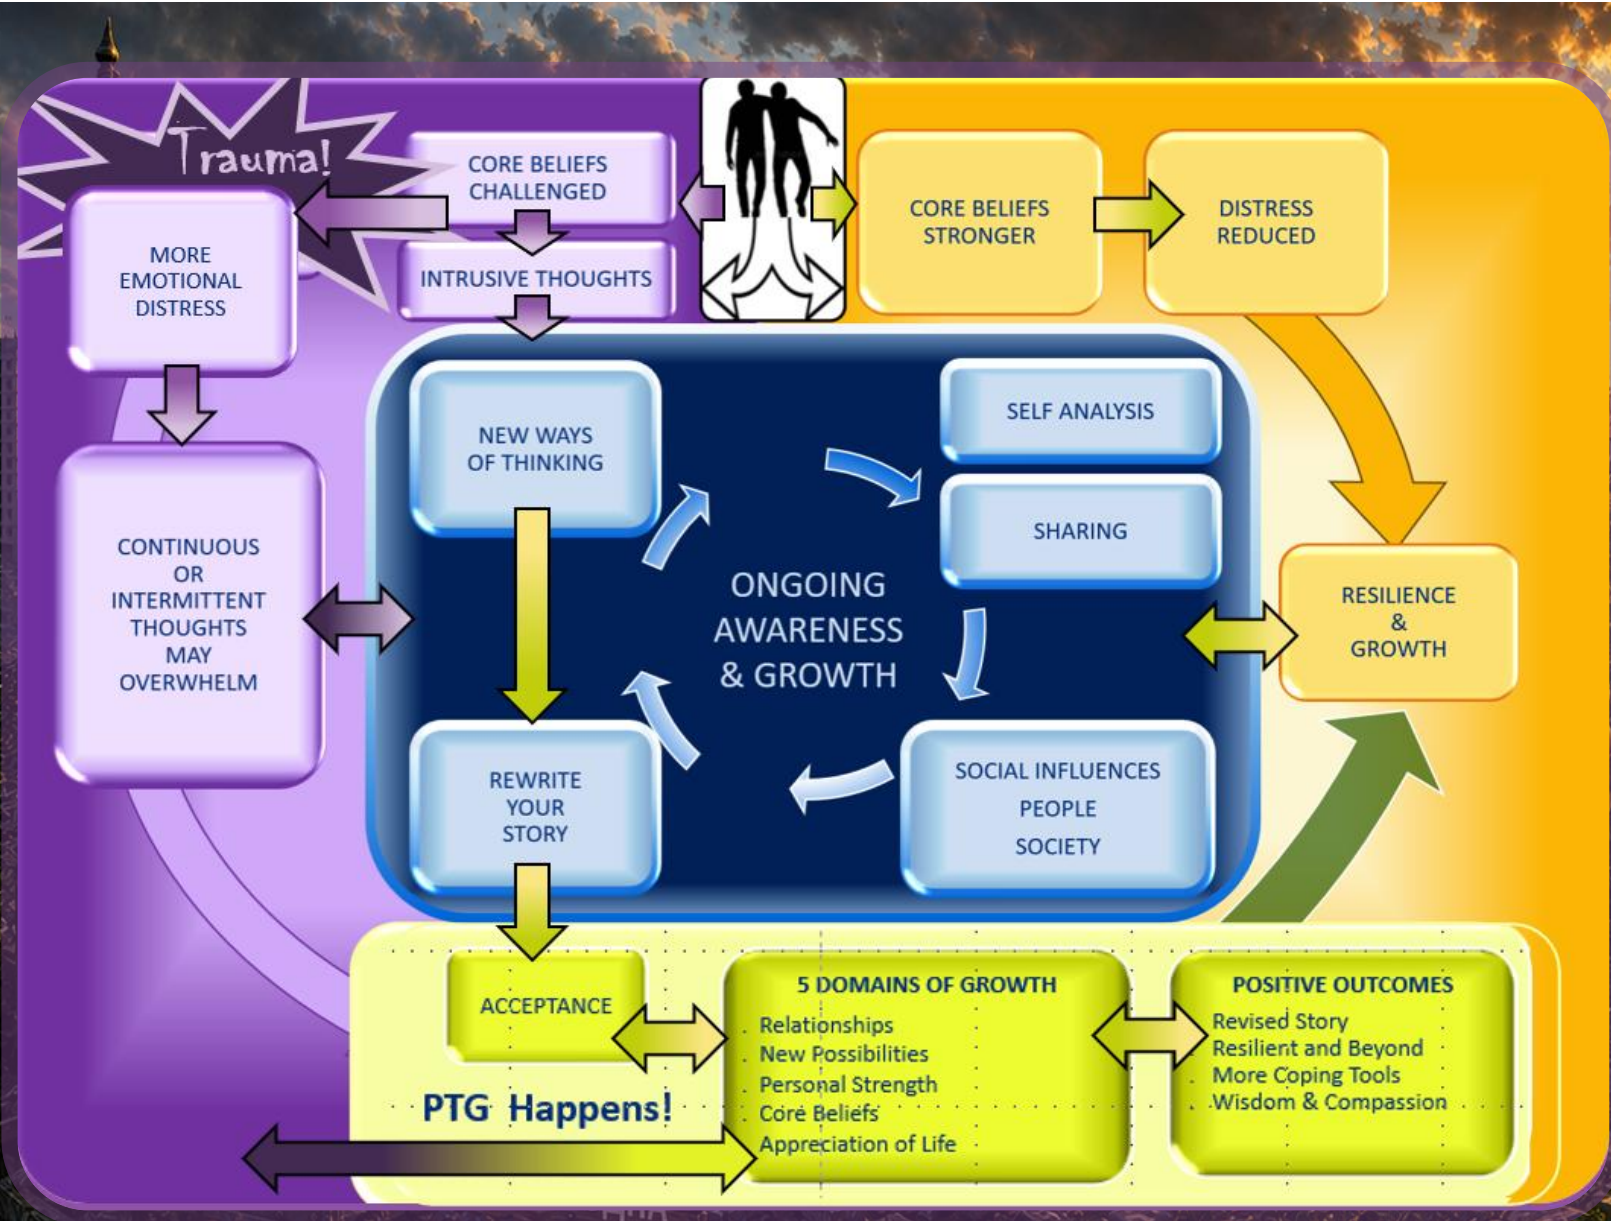 Trauma!
CORE BELIEFS
CHALLENGED
INTRUSIVE THOUGHTS
MORE
EMOTIONAL
DISTRESS
CONTINUOUS
OR
INTERMITTENT
THOUGHTS
MAY
OVERWHELM
CORE BELIEFS
STRONGER
DISTRESS
REDUCED
NEW WAYS
OF THINKING
SELF ANALYSIS
SHARING
ONGOING
AWARENESS
& GROWTH
RESILIENCE
&
GROWTH
REWRITE
YOUR
STORY
SOCIAL INFLUENCES
PEOPLE
SOCIETY
ACCEPTANCE
PTG Happens!
5 DOMAINS OF GROWTH
Relationships
New Possibilities
Personal Strength
Core Beliefs
Appreciation of Life
POSITIVE OUTCOMES
Revised Story
Resilient and Beyond
More Coping Tools
Wisdom & Compassion